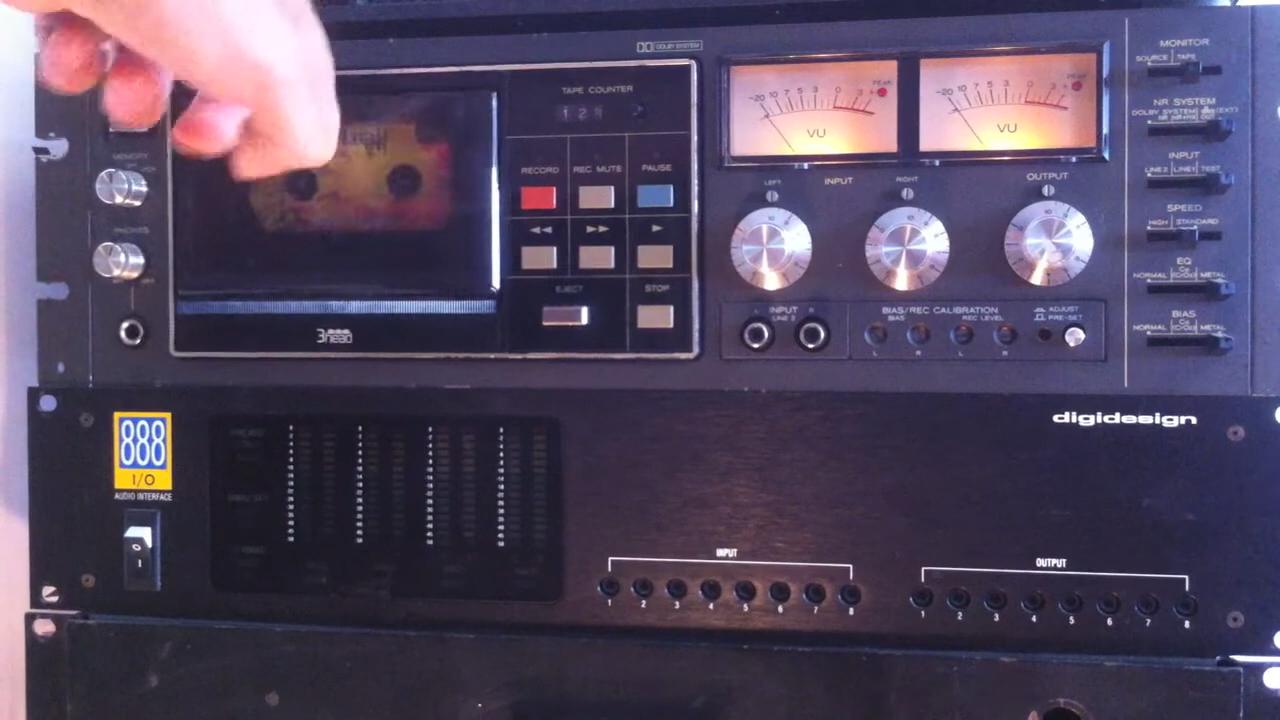 DOLBY SYSTEM
TAPE COUNTER
RECORD
REC MUTE
PAUSE
EJECT
STOP
3head
MEMORY
PHONES
-20 10 7 5 3 0 3
PEAK
VU
-20 10 7 5 3 0 3
PEAK
VU
LEFT
INPUT
RIGHT
OUTPUT
INPUT
LINE 2
L
R
BIAS/REC CALIBRATION
BIAS
REC LEVEL
L R L R
ADJUST
PRE-SET
MONITOR
SOURCE TAPE
NR SYSTEM
DOLBY SYSTEM
INPUT
LINE 2 LINE 1 TEST
SPEED
HIGH STANDARD
EQ
NORMAL METAL
BIAS
NORMAL METAL
888
I/O
AUDIO INTERFACE
digidesign
INPUT
1 2 3 4 5 6 7 8
OUTPUT
1 2 3 4 5 6 7 8